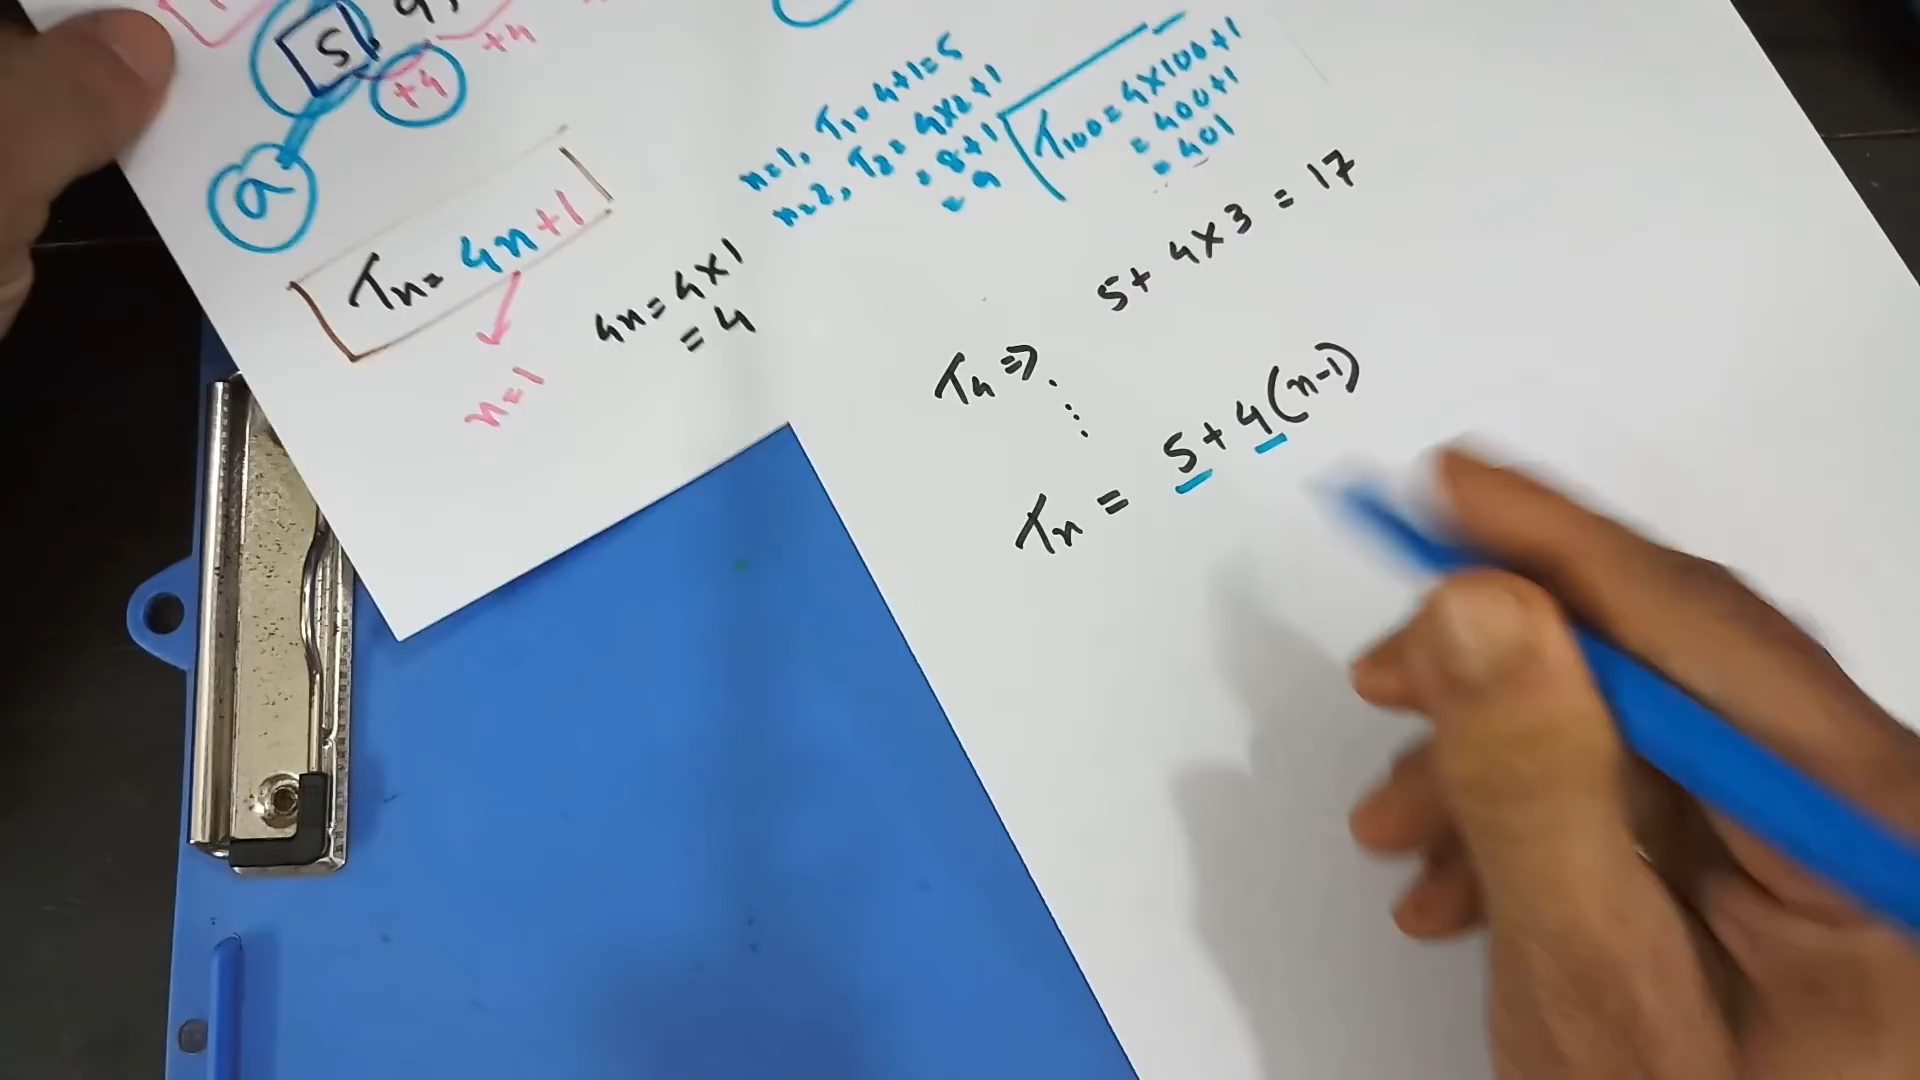 5
+4
+4
a
Tn = 4n+1
n=1
4n = 4×1
= 4
n=1, T1 = 4+1=5
n=2, T2 = 4×2+1
= 8+1
= 9
T100 = 4×100+1
= 400+1
= 401
5+ 4×3 = 17
T4 ⇒
5+4(n-1)
Tn =